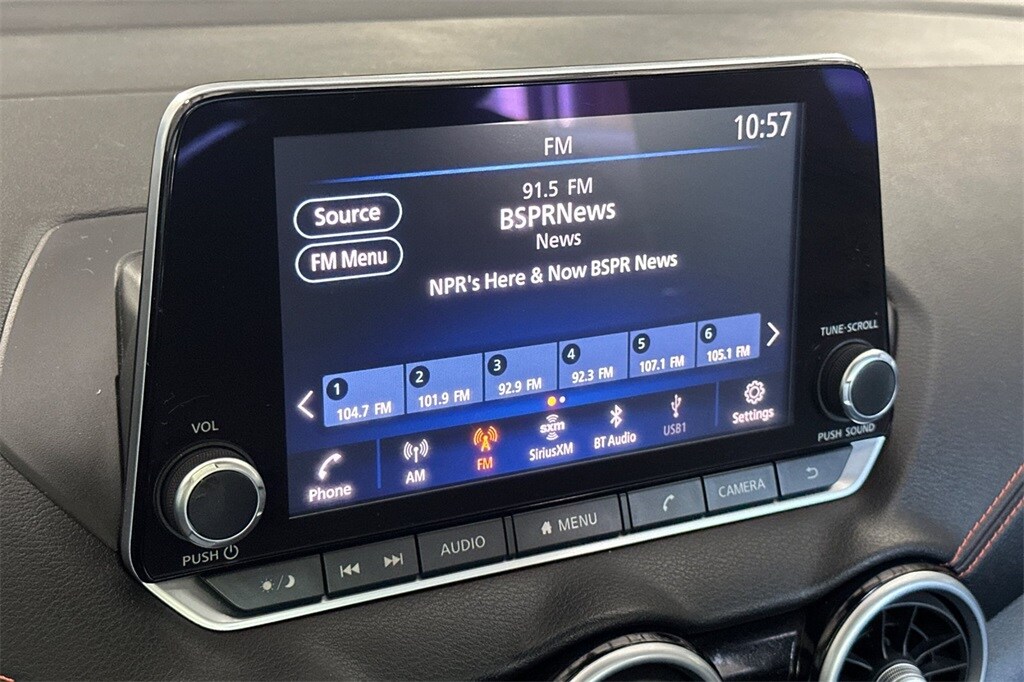 FM
10:57
91.5 FM
BSPRNews
News
NPR's Here & Now BSPR News
Source
FM Menu
1
104.7 FM
2
101.9 FM
3
92.9 FM
4
92.3 FM
5
107.1 FM
6
105.1 FM
Phone
AM
FM
sxm
SiriusXM
BT Audio
USB1
Settings
VOL
PUSH
TUNE·SCROLL
PUSH SOUND
AUDIO
MENU
CAMERA